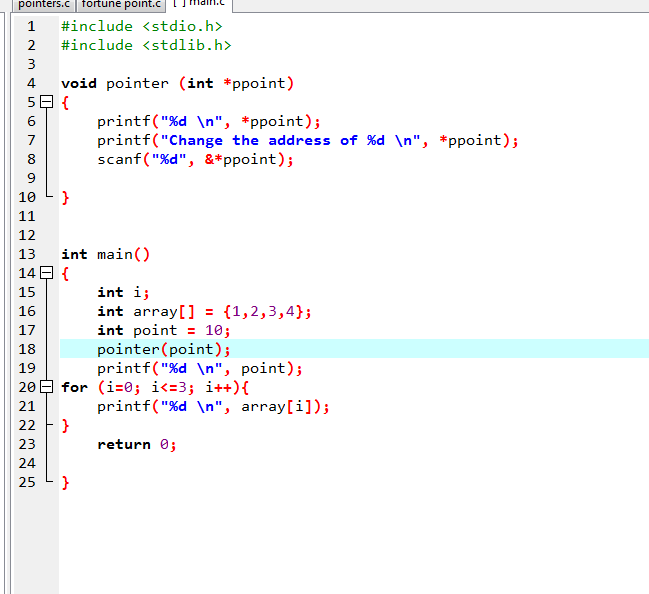 pointers.c fortune point.c [*] main.c
1 #include <stdio.h>
2 #include <stdlib.h>
3
4 void pointer (int *ppoint)
5 {
6 printf("%d \n", *ppoint);
7 printf("Change the address of %d \n", *ppoint);
8 scanf("%d", &*ppoint);
9
10 }
11
12
13 int main()
14 {
15 int i;
16 int array[] = {1,2,3,4};
17 int point = 10;
18 pointer(point);
19 printf("%d \n", point);
20 for (i=0; i<=3; i++){
21 printf("%d \n", array[i]);
22 }
23 return 0;
24
25 }